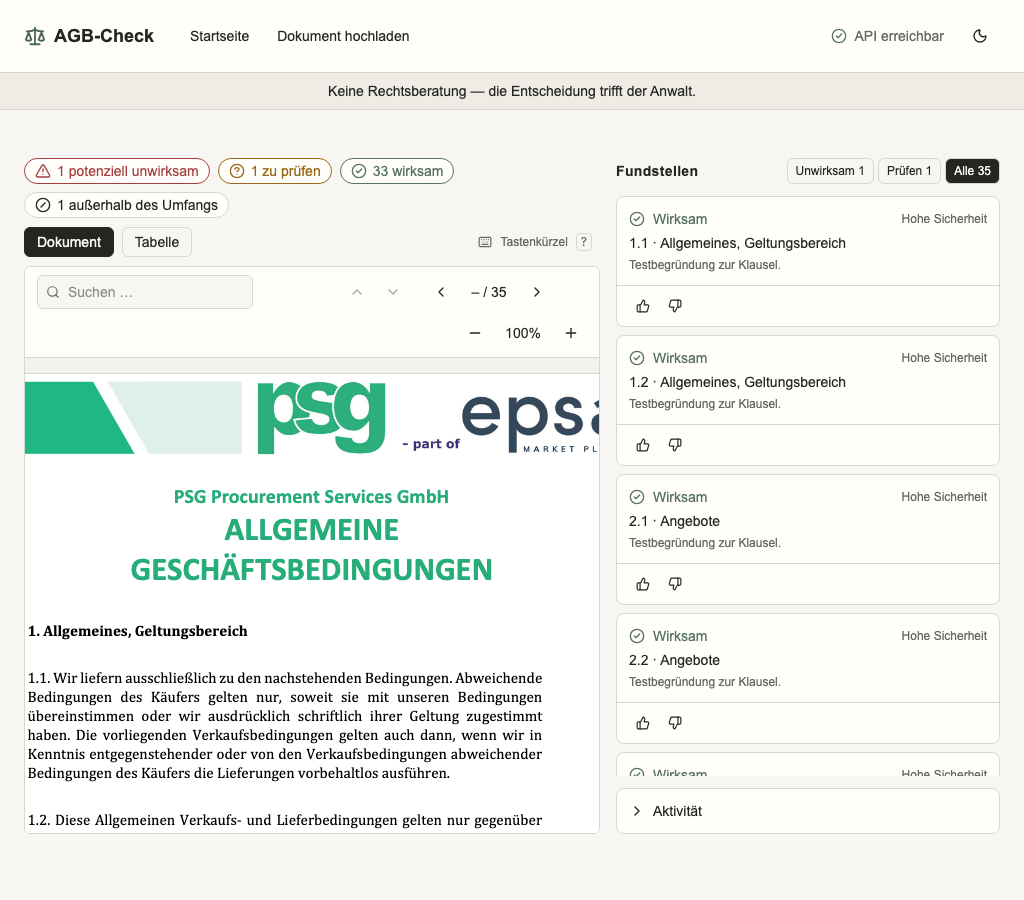 AGB-Check
Startseite
Dokument hochladen
API erreichbar
Keine Rechtsberatung — die Entscheidung trifft der Anwalt.
1 potenziell unwirksam
1 zu prüfen
33 wirksam
1 außerhalb des Umfangs
Dokument
Tabelle
Tastenkürzel ?
Suchen …
– / 35
100%
psg
- part of
epsa
MARKET PL
PSG Procurement Services GmbH
ALLGEMEINE
GESCHÄFTSBEDINGUNGEN
1. Allgemeines, Geltungsbereich
1.1. Wir liefern ausschließlich zu den nachstehenden Bedingungen. Abweichende
Bedingungen des Käufers gelten nur, soweit sie mit unseren Bedingungen
übereinstimmen oder wir ausdrücklich schriftlich ihrer Geltung zugestimmt
haben. Die vorliegenden Verkaufsbedingungen gelten auch dann, wenn wir in
Kenntnis entgegenstehender oder von den Verkaufsbedingungen abweichender
Bedingungen des Käufers die Lieferungen vorbehaltlos ausführen.
1.2. Diese Allgemeinen Verkaufs- und Lieferbedingungen gelten nur gegenüber
Fundstellen
Unwirksam 1
Prüfen 1
Alle 35
Wirksam
Hohe Sicherheit
1.1 · Allgemeines, Geltungsbereich
Testbegründung zur Klausel.
Wirksam
Hohe Sicherheit
1.2 · Allgemeines, Geltungsbereich
Testbegründung zur Klausel.
Wirksam
Hohe Sicherheit
2.1 · Angebote
Testbegründung zur Klausel.
Wirksam
Hohe Sicherheit
2.2 · Angebote
Testbegründung zur Klausel.
Wirksam
Hohe Sicherheit
Aktivität